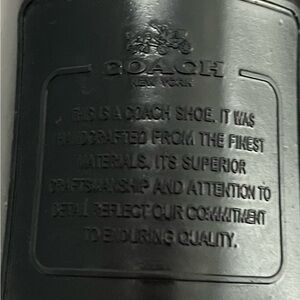 COACH
NEW YORK
THIS IS A COACH SHOE. IT WAS
HANDCRAFTED FROM THE FINEST
MATERIALS. ITS SUPERIOR
CRAFTSMANSHIP AND ATTENTION TO
DETAIL REFLECT OUR COMMITMENT
TO ENDURING QUALITY.